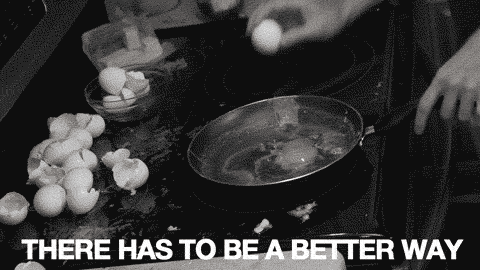 THERE HAS TO BE A BETTER WAY